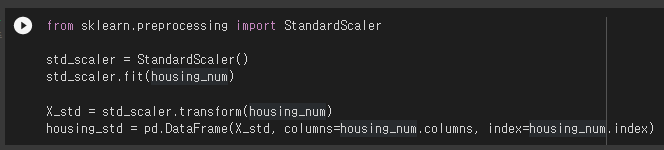 from sklearn.preprocessing import StandardScaler
std_scaler = StandardScaler()
std_scaler.fit(housing_num)
X_std = std_scaler.transform(housing_num)
housing_std = pd.DataFrame(X_std, columns=housing_num.columns, index=housing_num.index)